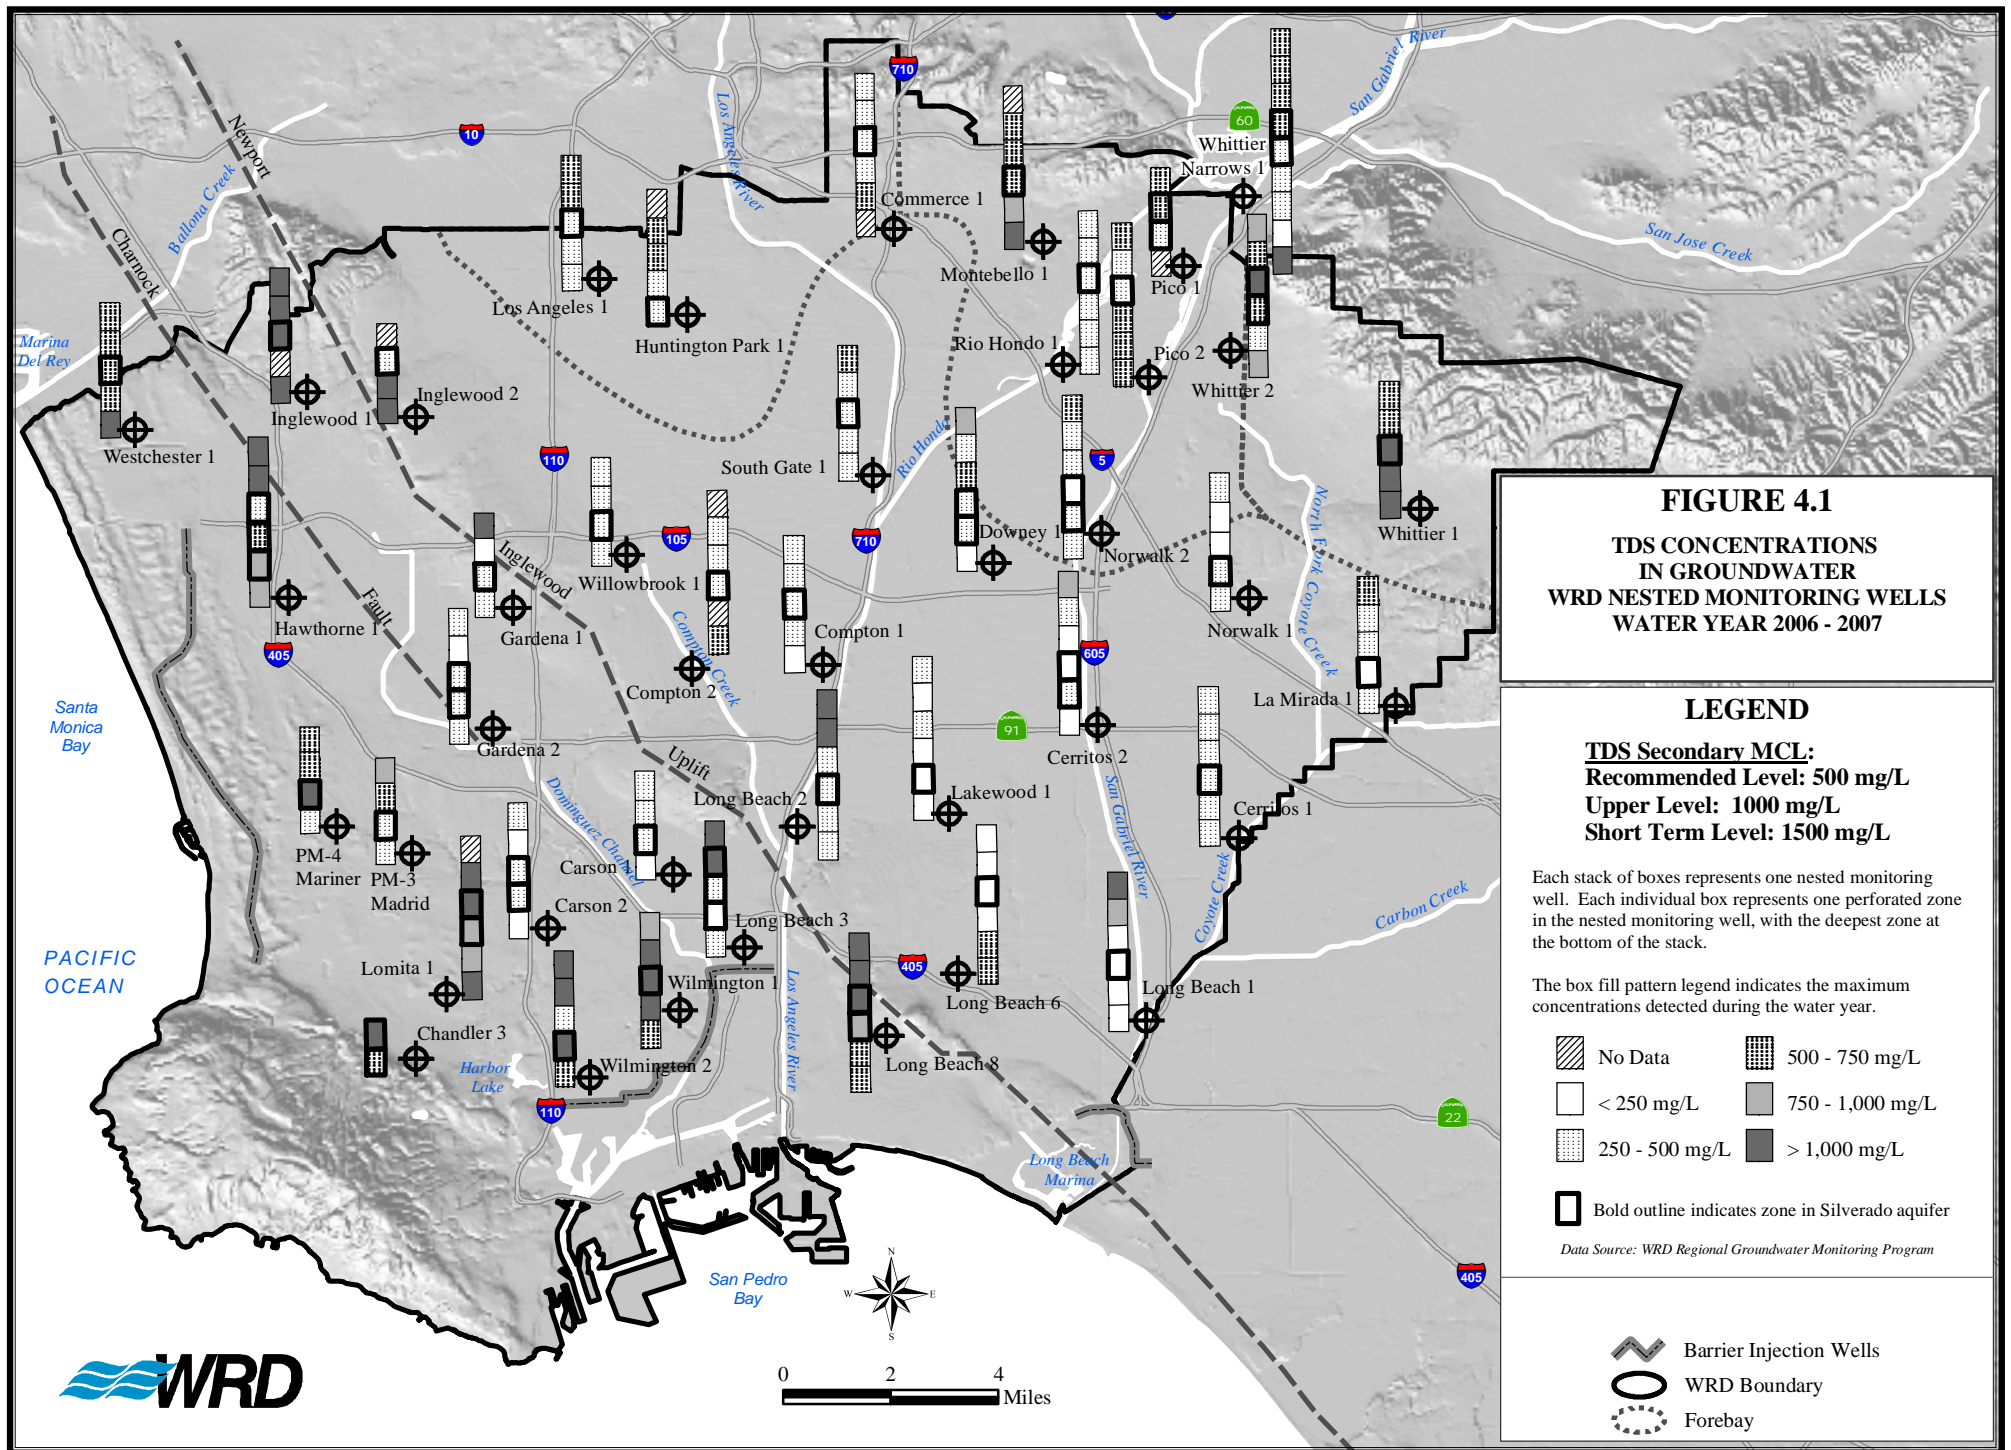 710
10
60
Whittier
Narrows 1
San Gabriel River
Los Angeles River
Newport
Ballona Creek
Charnock
Commerce 1
Montebello 1
Pico 1
San Jose Creek
Los Angeles 1
Huntington Park 1
Rio Hondo 1
Pico 2
Whittier 2
Marina
Del Rey
Inglewood 1
Inglewood 2
Westchester 1
110
South Gate 1
Rio Hondo
5
Whittier 1
North Fork Coyote Creek
105
710
Downey 1
Norwalk 2
Inglewood
Willowbrook 1
Hawthorne 1
Fault
Gardena 1
Compton 1
Norwalk 1
405
605
Compton Creek
Compton 2
La Mirada 1
Santa
Monica
Bay
Gardena 2
91
Cerritos 2
Uplift
Dominguez Channel
Long Beach 2
Lakewood 1
San Gabriel River
Cerritos 1
PM-4
Mariner
PM-3
Madrid
Carson 1
Carson 2
Long Beach 3
Coyote Creek
Carbon Creek
PACIFIC
OCEAN
Lomita 1
Wilmington 1
405
Long Beach 6
Long Beach 1
Los Angeles River
Chandler 3
Harbor
Lake
Wilmington 2
Long Beach 8
110
22
Long Beach
Marina
San Pedro
Bay
405
N
W
E
S
0
2
4
Miles
WRD
FIGURE 4.1
TDS CONCENTRATIONS
IN GROUNDWATER
WRD NESTED MONITORING WELLS
WATER YEAR 2006 - 2007
LEGEND
TDS Secondary MCL:
Recommended Level: 500 mg/L
Upper Level: 1000 mg/L
Short Term Level: 1500 mg/L
Each stack of boxes represents one nested monitoring
well. Each individual box represents one perforated zone
in the nested monitoring well, with the deepest zone at
the bottom of the stack.
The box fill pattern legend indicates the maximum
concentrations detected during the water year.
No Data
500 - 750 mg/L
< 250 mg/L
750 - 1,000 mg/L
250 - 500 mg/L
> 1,000 mg/L
Bold outline indicates zone in Silverado aquifer
Data Source: WRD Regional Groundwater Monitoring Program
Barrier Injection Wells
WRD Boundary
Forebay